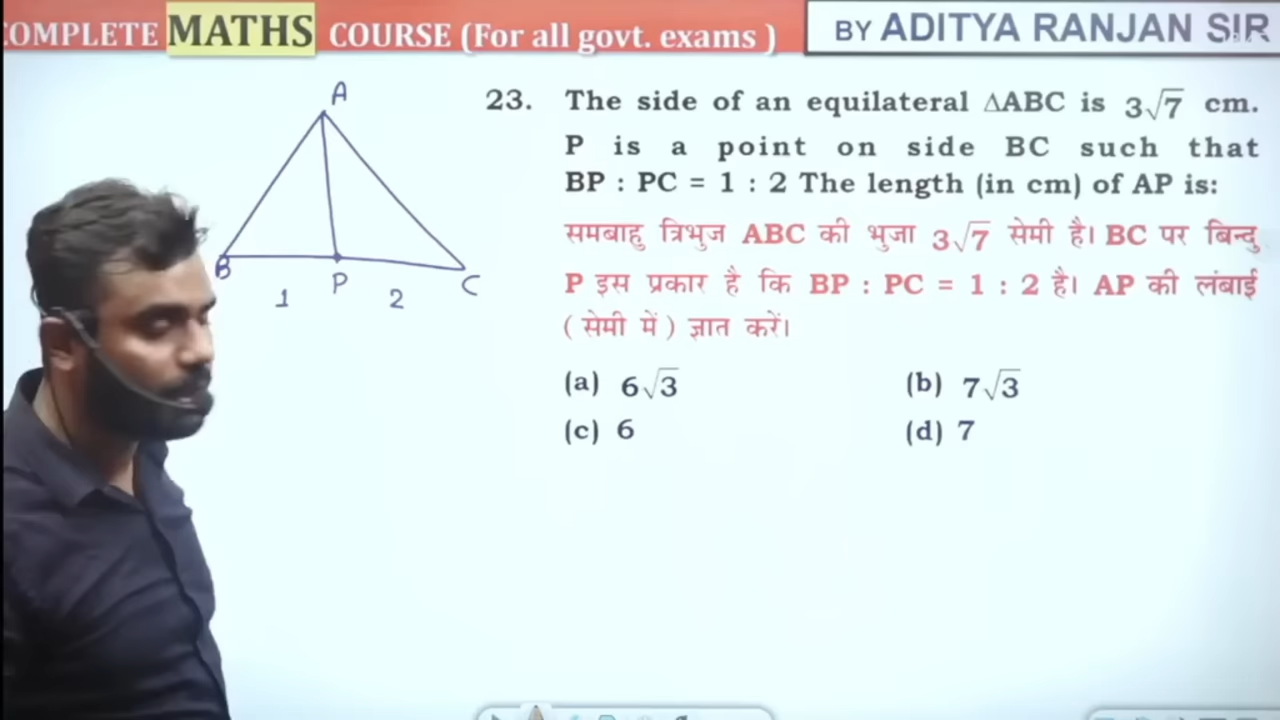 COMPLETE MATHS COURSE (For all govt. exams )
BY ADITYA RANJAN SIR
A
B
P
C
1
2
23. The side of an equilateral ∆ABC is 3√7 cm.
P is a point on side BC such that
BP : PC = 1 : 2 The length (in cm) of AP is:
समबाहु त्रिभुज ABC की भुजा 3√7 सेमी है। BC पर बिन्दु
P इस प्रकार है कि BP : PC = 1 : 2 है। AP की लंबाई
( सेमी में ) ज्ञात करें।
(a) 6√3
(b) 7√3
(c) 6
(d) 7